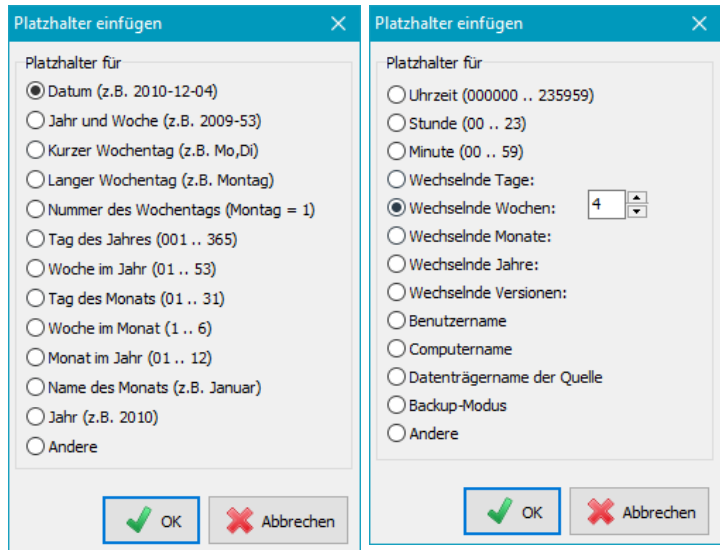 Platzhalter einfügen
Platzhalter für
Datum (z.B. 2010-12-04)
Jahr und Woche (z.B. 2009-53)
Kurzer Wochentag (z.B. Mo,Di)
Langer Wochentag (z.B. Montag)
Nummer des Wochentags (Montag = 1)
Tag des Jahres (001 .. 365)
Woche im Jahr (01 .. 53)
Tag des Monats (01 .. 31)
Woche im Monat (1 .. 6)
Monat im Jahr (01 .. 12)
Name des Monats (z.B. Januar)
Jahr (z.B. 2010)
Andere
OK
Abbrechen
Platzhalter einfügen
Platzhalter für
Uhrzeit (000000 .. 235959)
Stunde (00 .. 23)
Minute (00 .. 59)
Wechselnde Tage:
Wechselnde Wochen: 4
Wechselnde Monate:
Wechselnde Jahre:
Wechselnde Versionen:
Benutzername
Computername
Datenträgername der Quelle
Backup-Modus
Andere
OK
Abbrechen